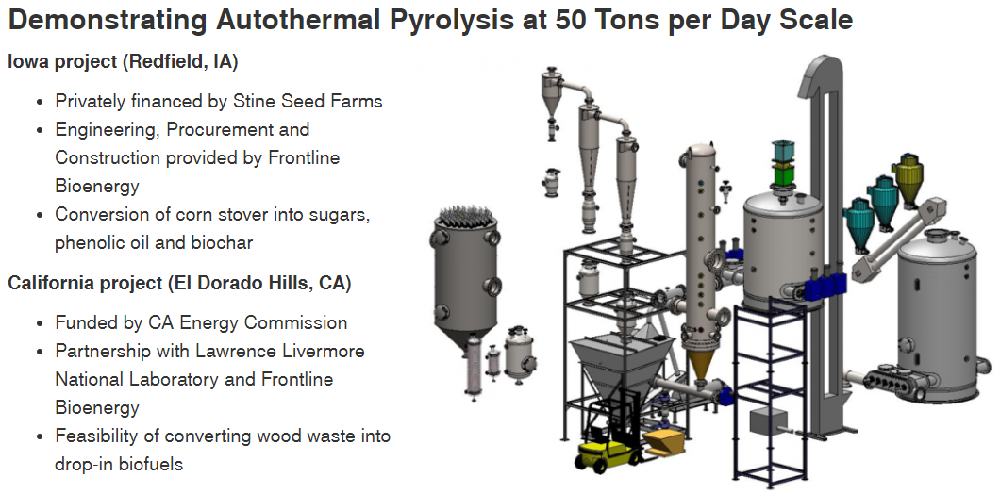 Demonstrating Autothermal Pyrolysis at 50 Tons per Day Scale
Iowa project (Redfield, IA)
• Privately financed by Stine Seed Farms
• Engineering, Procurement and
Construction provided by Frontline
Bioenergy
• Conversion of corn stover into sugars,
phenolic oil and biochar
California project (El Dorado Hills, CA)
• Funded by CA Energy Commission
• Partnership with Lawrence Livermore
National Laboratory and Frontline
Bioenergy
• Feasibility of converting wood waste into
drop-in biofuels